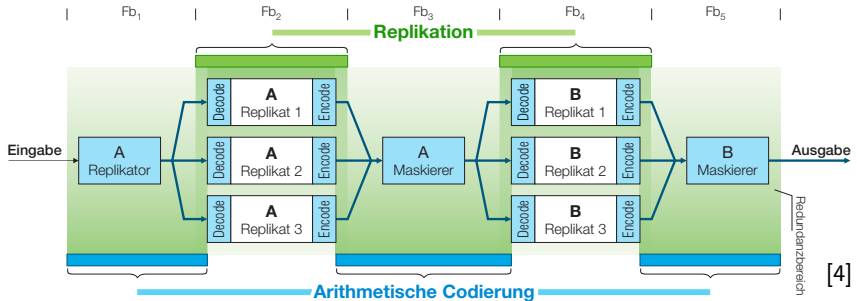 Fb1 Fb2 Fb3 Fb4 Fb5
Replikation
Decode
A
Replikat 1
Encode
Decode
B
Replikat 1
Encode
Eingabe
A
Replikator
Decode
A
Replikat 2
Encode
A
Maskierer
Decode
B
Replikat 2
Encode
B
Maskierer
Ausgabe
Decode
A
Replikat 3
Encode
Decode
B
Replikat 3
Encode
Redundanzbereich
[4]
Arithmetische Codierung